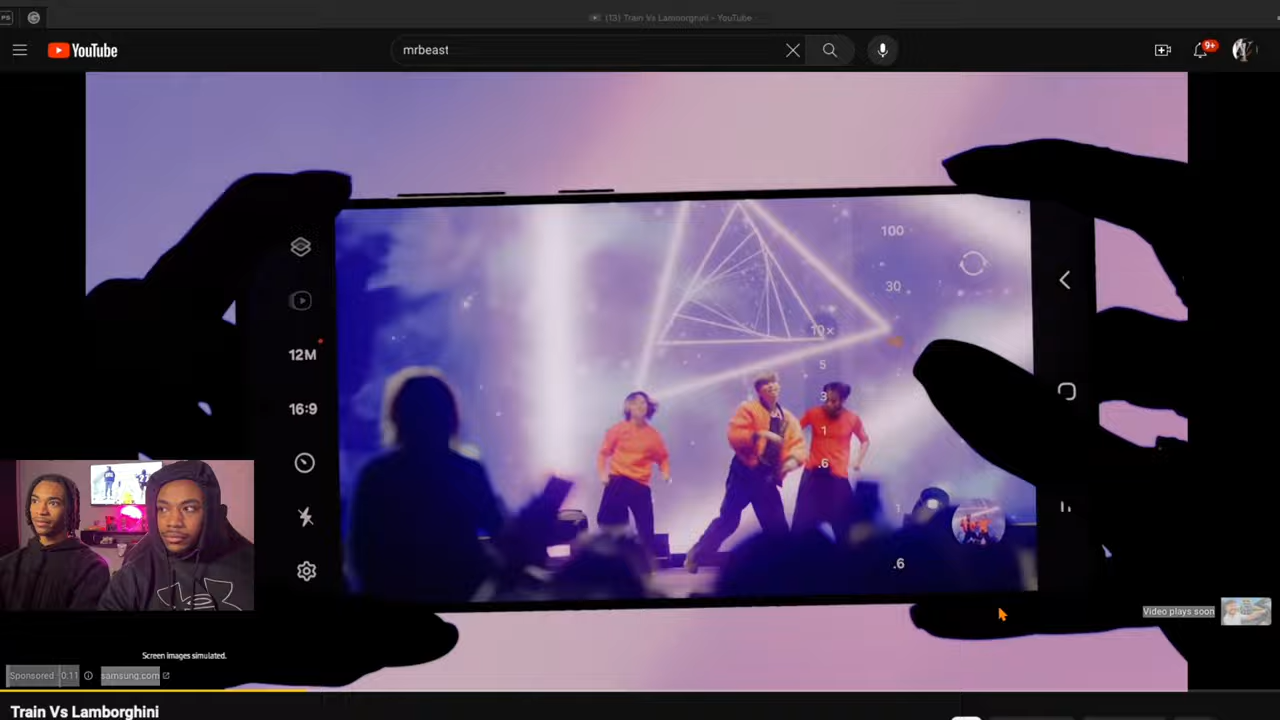 (13) Train Vs Lamborghini - YouTube
YouTube
mrbeast
9+
100
30
10×
5
3
1
.6
.6
12M
16:9
Video plays soon
Screen images simulated.
Sponsored 0:11 samsung.com
Train Vs Lamborghini